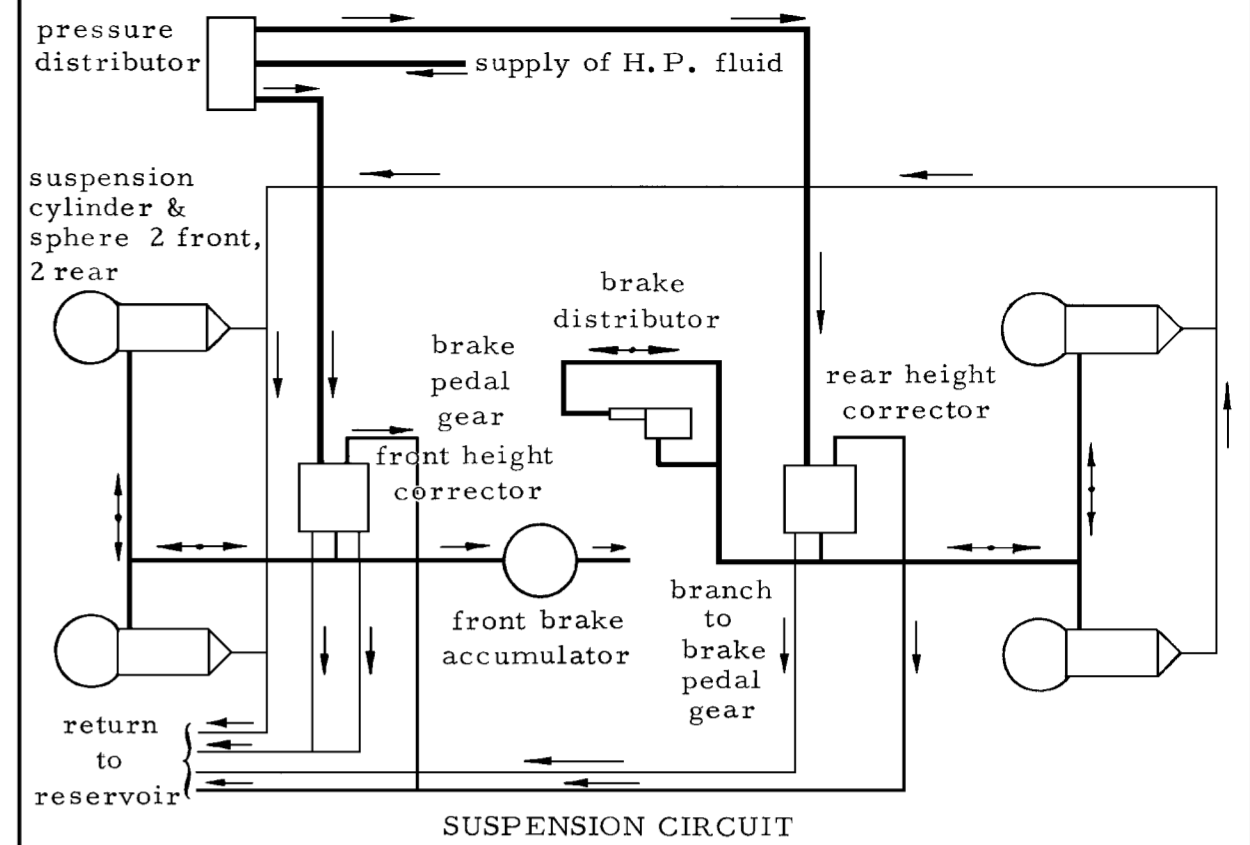 pressure
distributor
supply of H.P. fluid
suspension
cylinder &
sphere 2 front,
2 rear
brake
distributor
brake
pedal
gear
front height
corrector
rear height
corrector
front brake
accumulator
branch
to
brake
pedal
gear
return
to
reservoir
SUSPENSION CIRCUIT